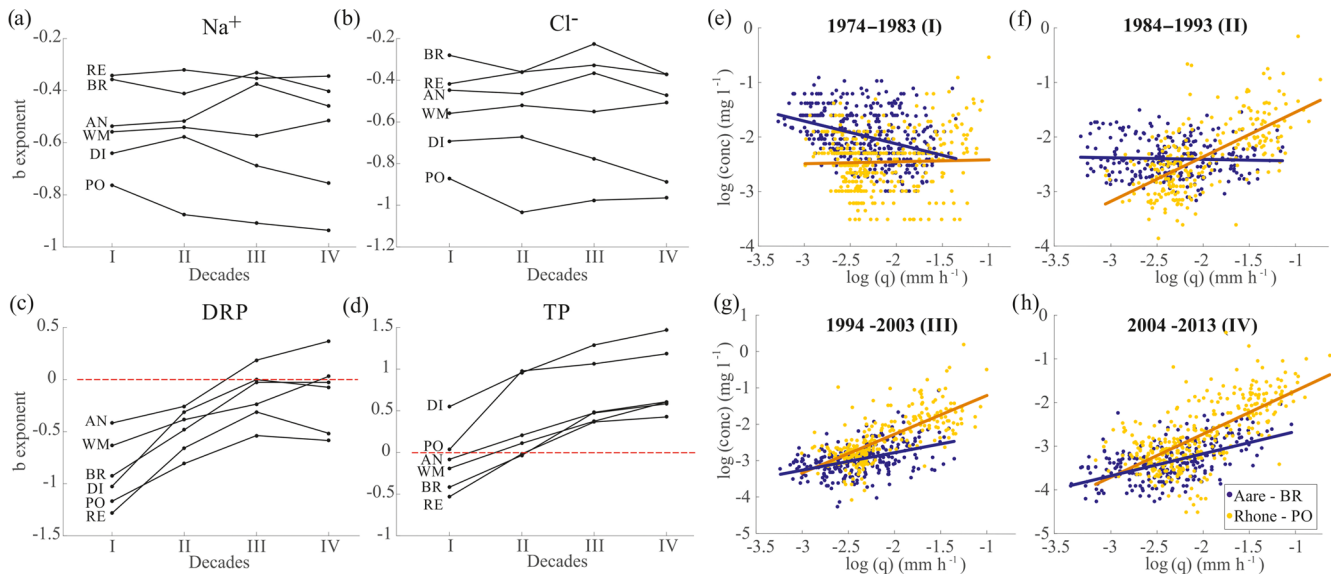 (a)
Na+
-0.2
-0.4
-0.6
-0.8
-1
b exponent
RE
BR
AN
WM
DI
PO
I
II
III
IV
Decades
(b)
Cl-
-0.2
-0.4
-0.6
-0.8
-1
-1.2
BR
RE
AN
WM
DI
PO
I
II
III
IV
Decades
(e)
1974–1983 (I)
0
-1
-2
-3
-4
log (conc) (mg l-1)
-3.5
-3
-2.5
-2
-1.5
-1
log (q) (mm h-1)
(f)
1984–1993 (II)
0
-1
-2
-3
-4
-3.5
-3
-2.5
-2
-1.5
-1
log (q) (mm h-1)
(c)
DRP
0.5
0
-0.5
-1
-1.5
b exponent
AN
WM
BR
DI
PO
RE
I
II
III
IV
Decades
(d)
TP
1.5
1
0.5
0
-0.5
-1
DI
PO
AN
WM
BR
RE
I
II
III
IV
Decades
(g)
1994 -2003 (III)
1
0
-1
-2
-3
-4
-5
log (conc) (mg l-1)
-3.5
-3
-2.5
-2
-1.5
-1
log (q) (mm h-1)
(h)
2004 -2013 (IV)
0
-1
-2
-3
-4
-5
Aare - BR
Rhone - PO
-3
-2.5
-2
-1.5
-1
log (q) (mm h-1)